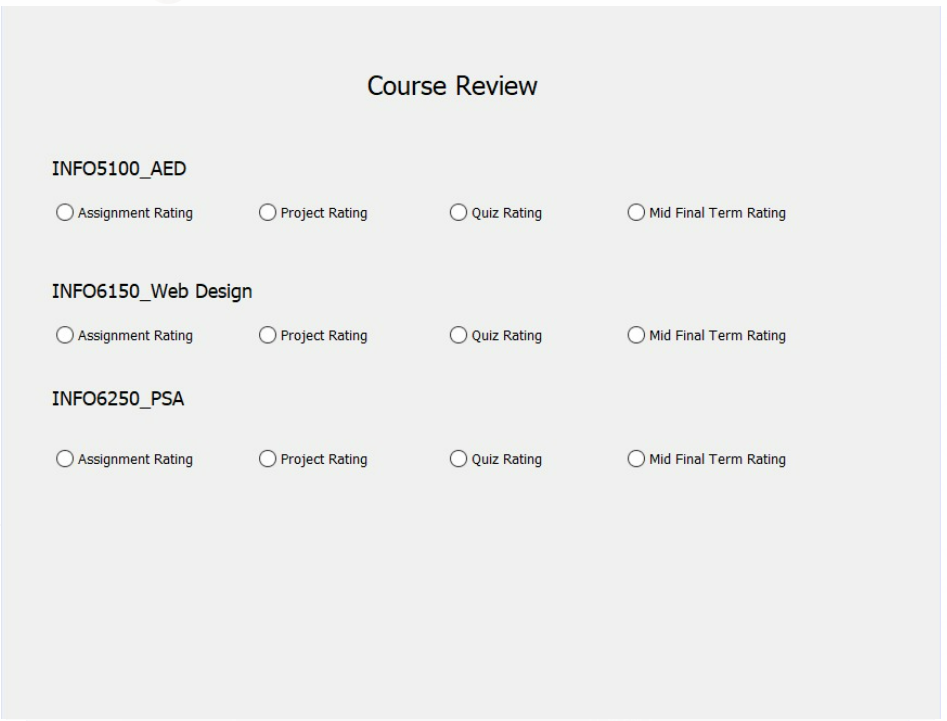 Course Review
INFO5100_AED
Assignment Rating Project Rating Quiz Rating Mid Final Term Rating
INFO6150_Web Design
Assignment Rating Project Rating Quiz Rating Mid Final Term Rating
INFO6250_PSA
Assignment Rating Project Rating Quiz Rating Mid Final Term Rating